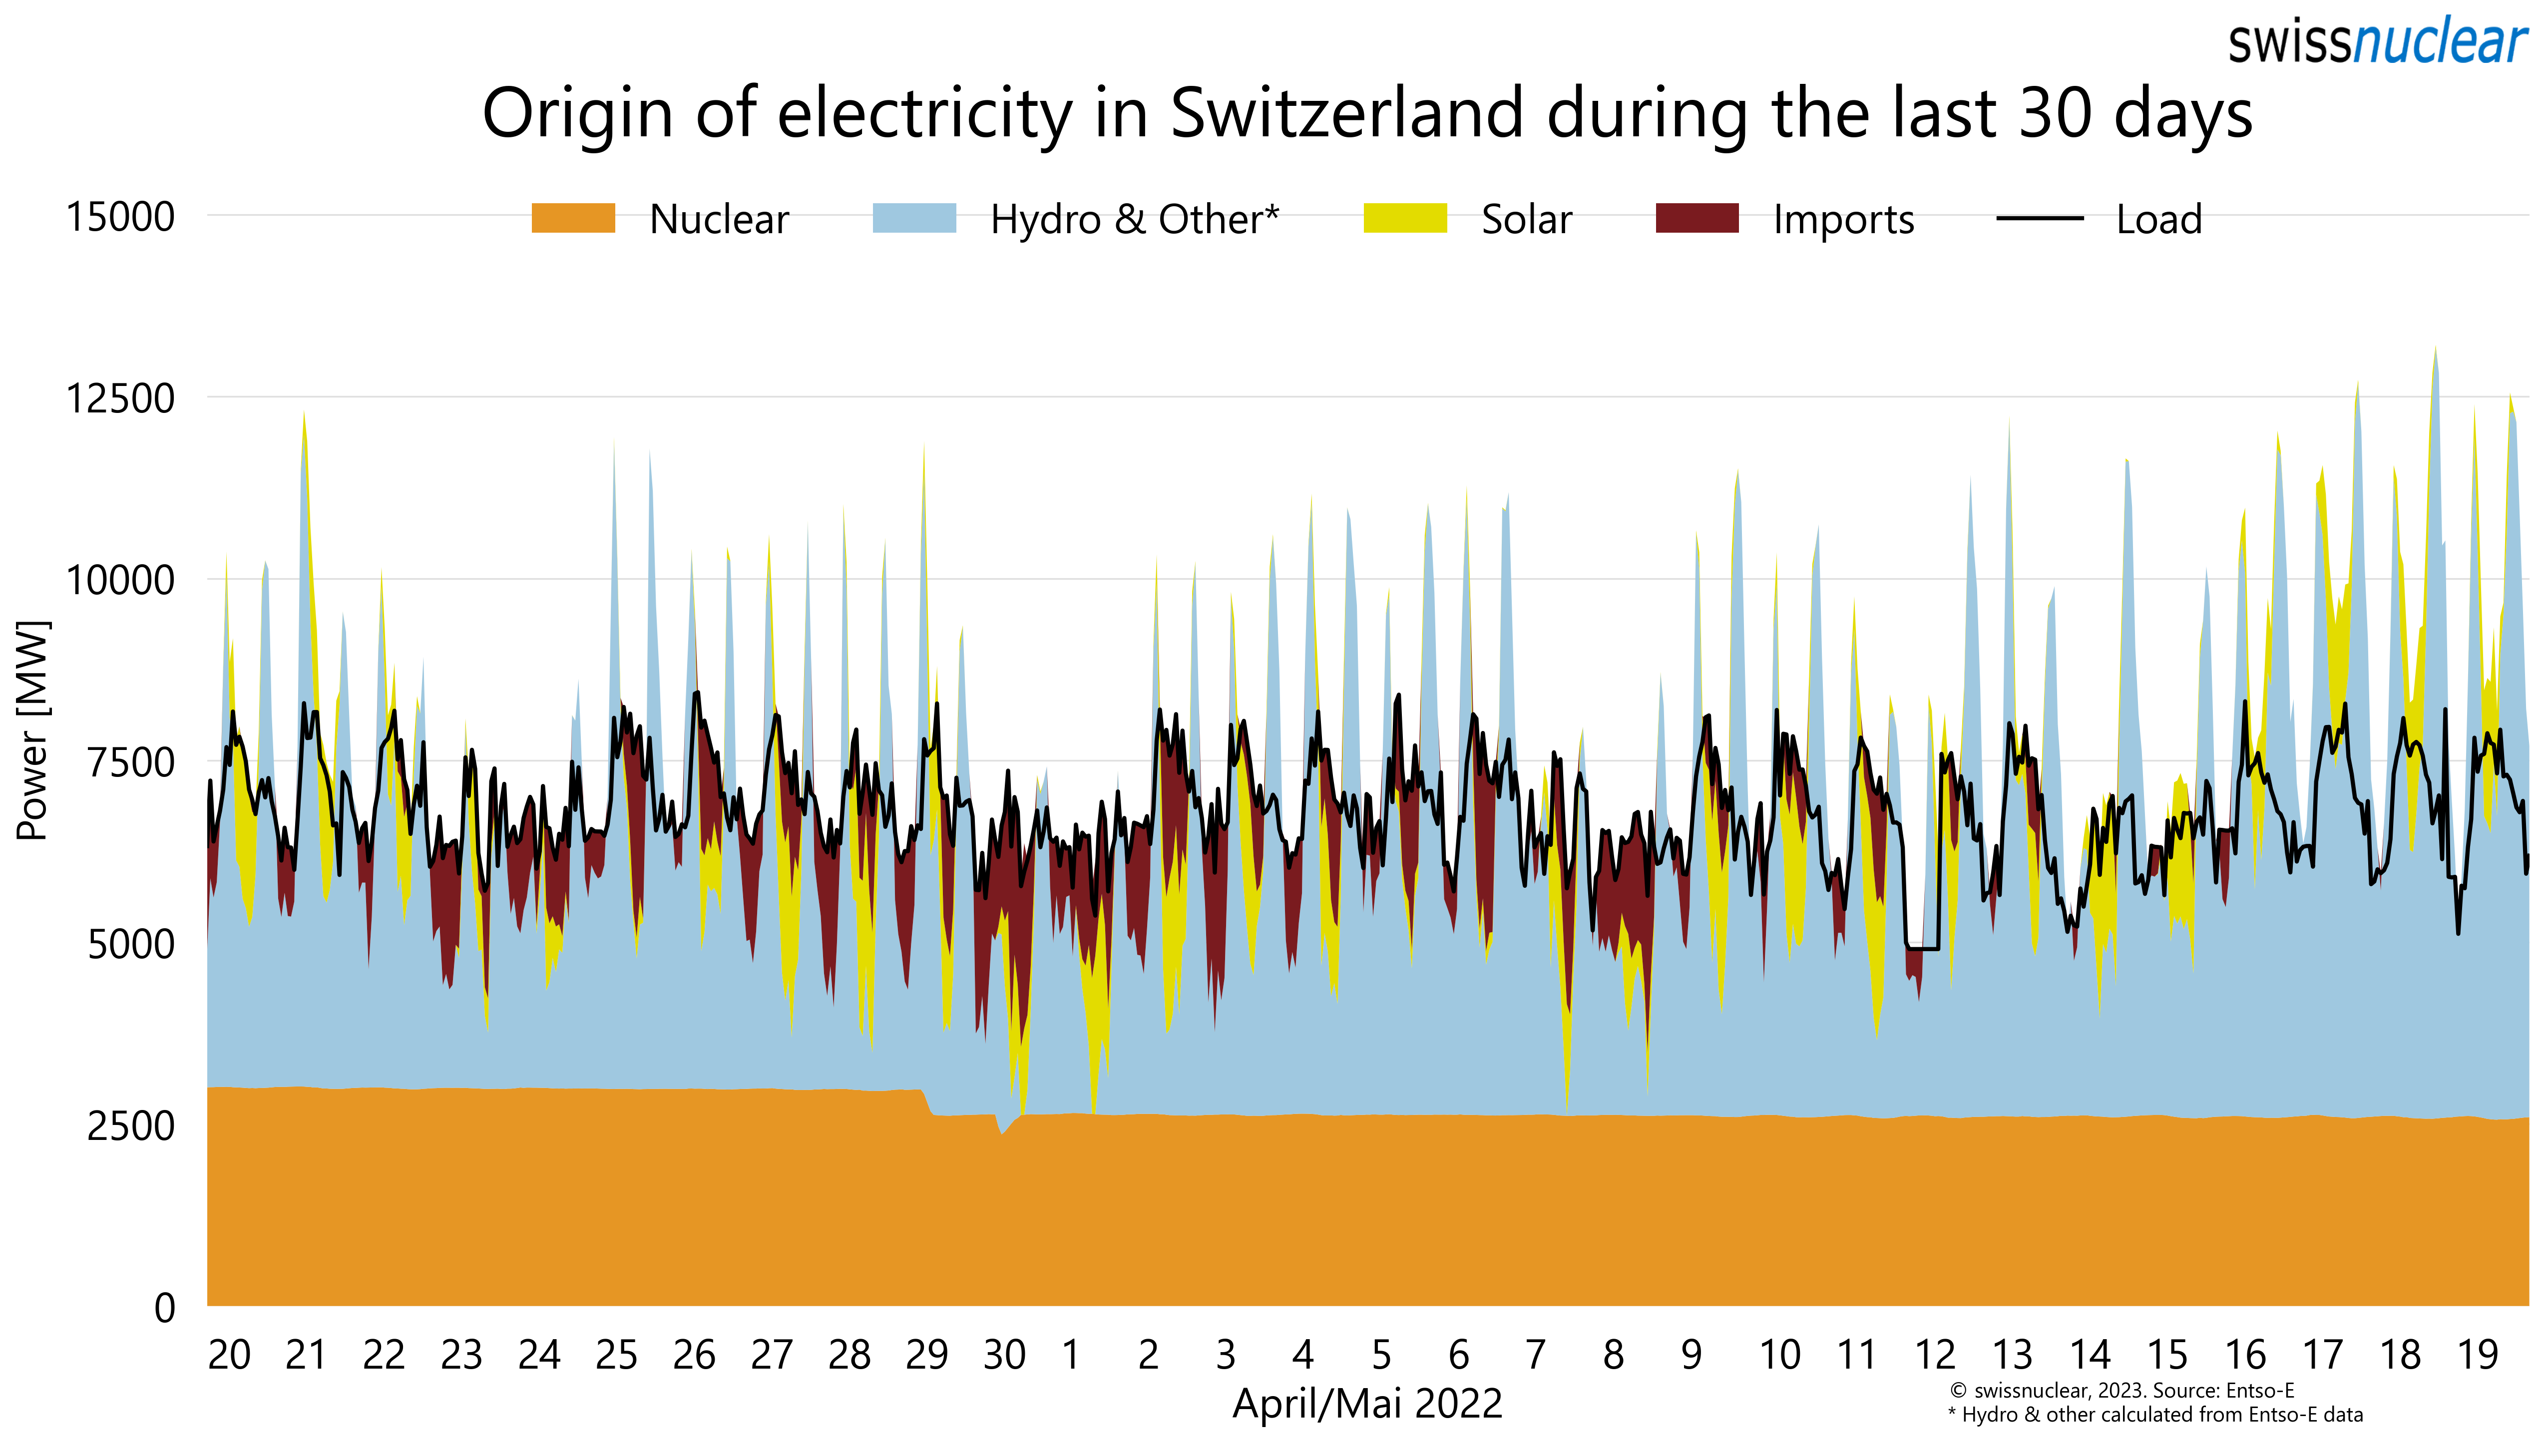 swissnuclear
Origin of electricity in Switzerland during the last 30 days
Nuclear Hydro & Other* Solar Imports Load
15000
12500
10000
7500
5000
2500
0
Power [MW]
20 21 22 23 24 25 26 27 28 29 30 1 2 3 4 5 6 7 8 9 10 11 12 13 14 15 16 17 18 19
April/Mai 2022
© swissnuclear, 2023. Source: Entso-E
* Hydro & other calculated from Entso-E data